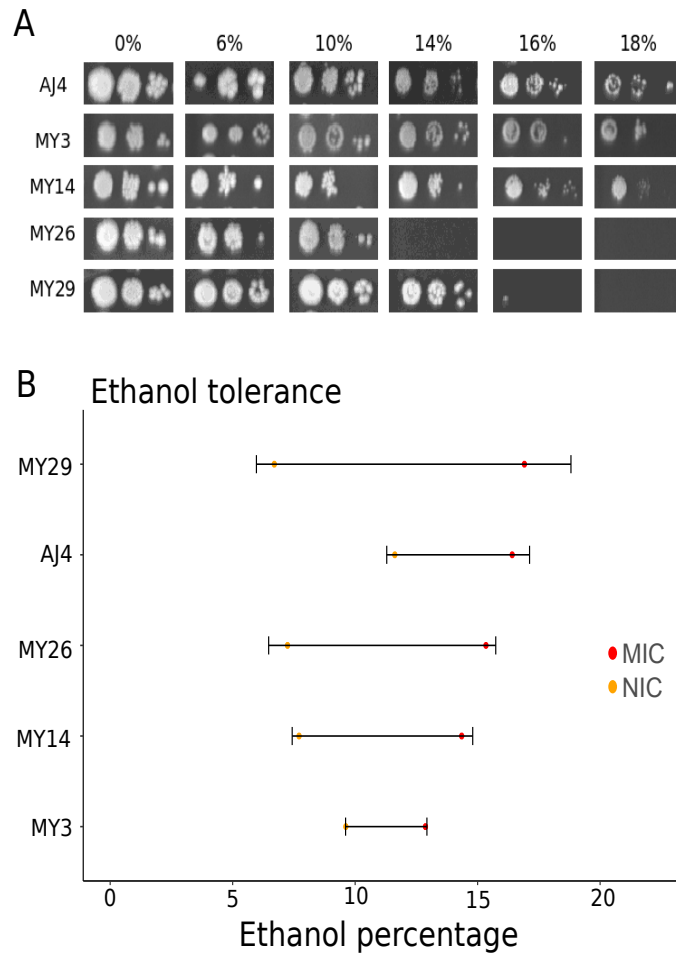 A
0% 6% 10% 14% 16% 18%
AJ4
MY3
MY14
MY26
MY29
B Ethanol tolerance
MY29
AJ4
MY26
MY14
MY3
MIC
NIC
0 5 10 15 20
Ethanol percentage